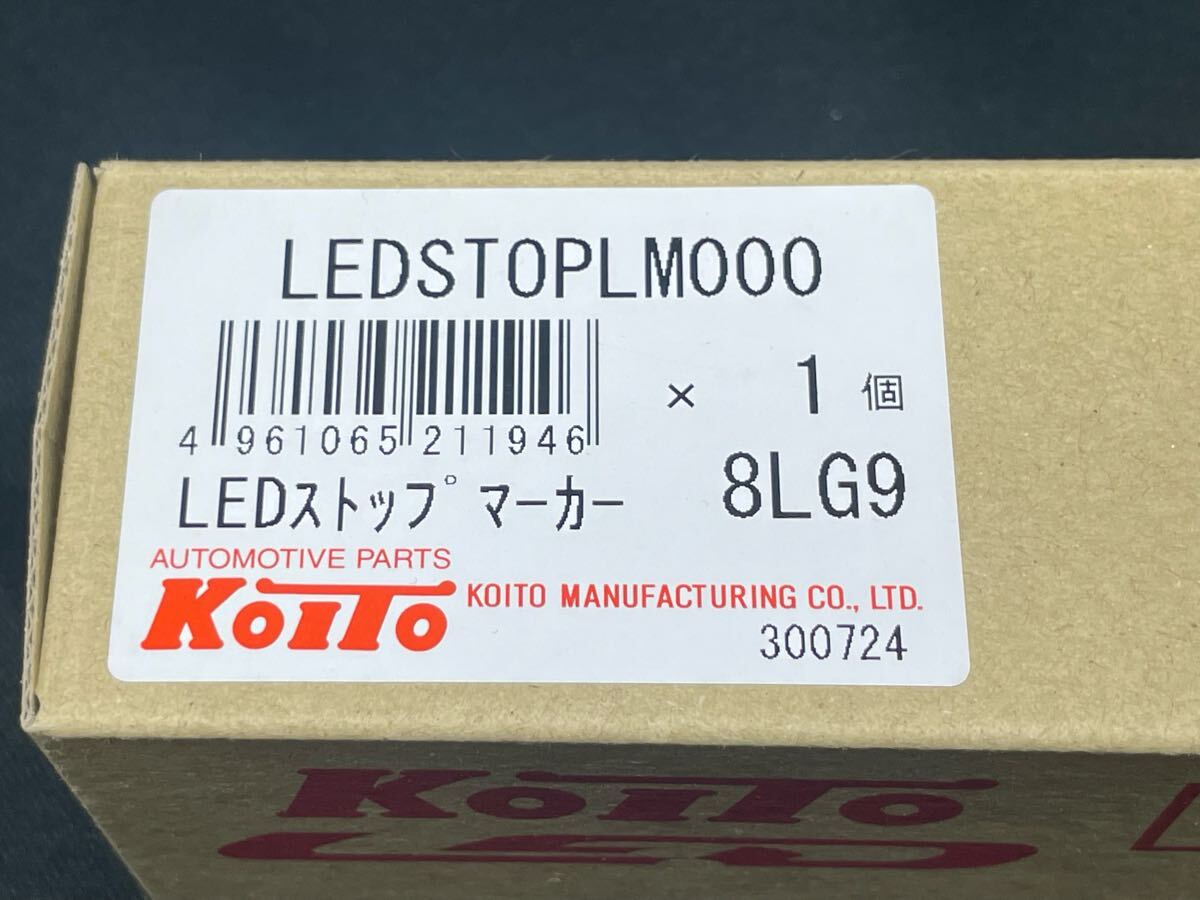 LEDSTOPLM000
× 1 個
4 961065 211946
8LG9
LEDストップ マーカー
AUTOMOTIVE PARTS
KOITO KOITO MANUFACTURING CO., LTD.
300724
KOITO
LED